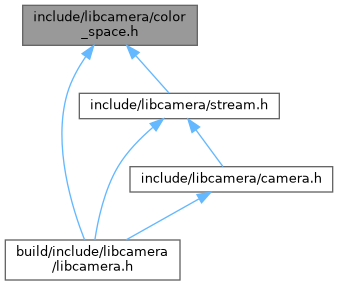 include/libcamera/color
_space.h
include/libcamera/stream.h
include/libcamera/camera.h
build/include/libcamera
/libcamera.h